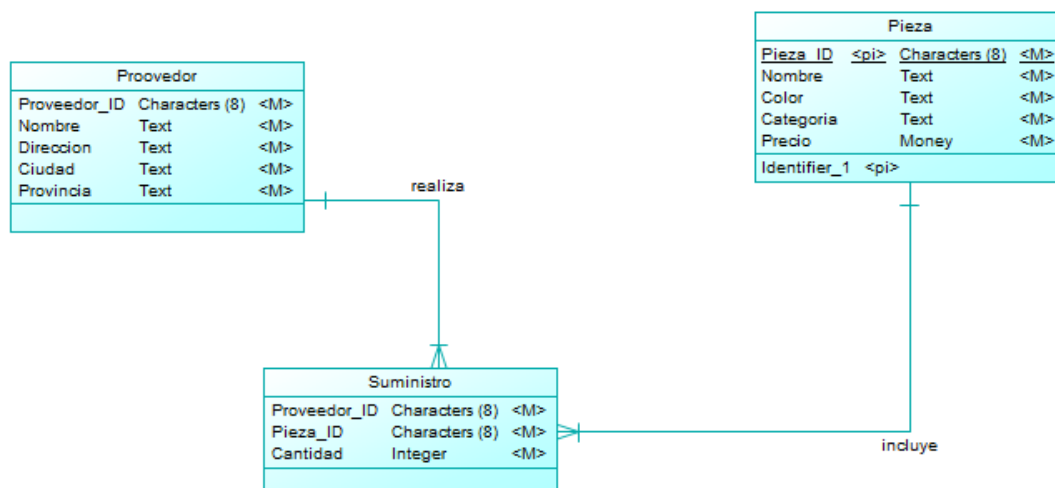 Proovedor
Proveedor_ID Characters (8) <M>
Nombre Text <M>
Direccion Text <M>
Ciudad Text <M>
Provincia Text <M>
realiza
Pieza
Pieza_ID <pi> Characters (8) <M>
Nombre Text <M>
Color Text <M>
Categoria Text <M>
Precio Money <M>
Identifier_1 <pi>
Suministro
Proveedor_ID Characters (8) <M>
Pieza_ID Characters (8) <M>
Cantidad Integer <M>
incluye